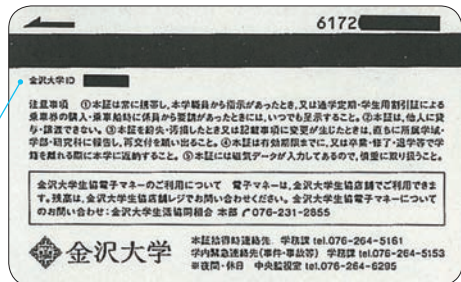 6172
金沢大学ID
注意事項 ①本証は常に携帯し、本学職員から指示があったとき、又は通学定期・学生用割引証による
乗車券の購入・乗車船時に係員から要請があったときには、いつでも呈示すること。②本証は、他人に貸
与・譲渡できない。③本証を紛失・汚損したとき又は記載事項に変更が生じたときは、直ちに所属学域・
学部・研究科に報告し、再交付を願い出ること。④本証は有効期限までに、又は卒業・修了・退学等で学
籍を離れる際に本学に返納すること。⑤本証には磁気データが入力してあるので、慎重に取り扱うこと。
金沢大学生協電子マネーのご利用について 電子マネーは、金沢大学生協店舗でご利用できま
す。残高は、金沢大学生協店舗レジでお問い合わせください。金沢大学生協電子マネーについて
のお問い合わせ:金沢大学生活協同組合 本部 ☎076-231-2855
金沢大学
本証拾得時連絡先 学務課 tel.076-264-5161
学内緊急連絡先(事件・事故等) 学務課 tel.076-264-5153
※夜間・休日 中央監視室 tel.076-264-6295